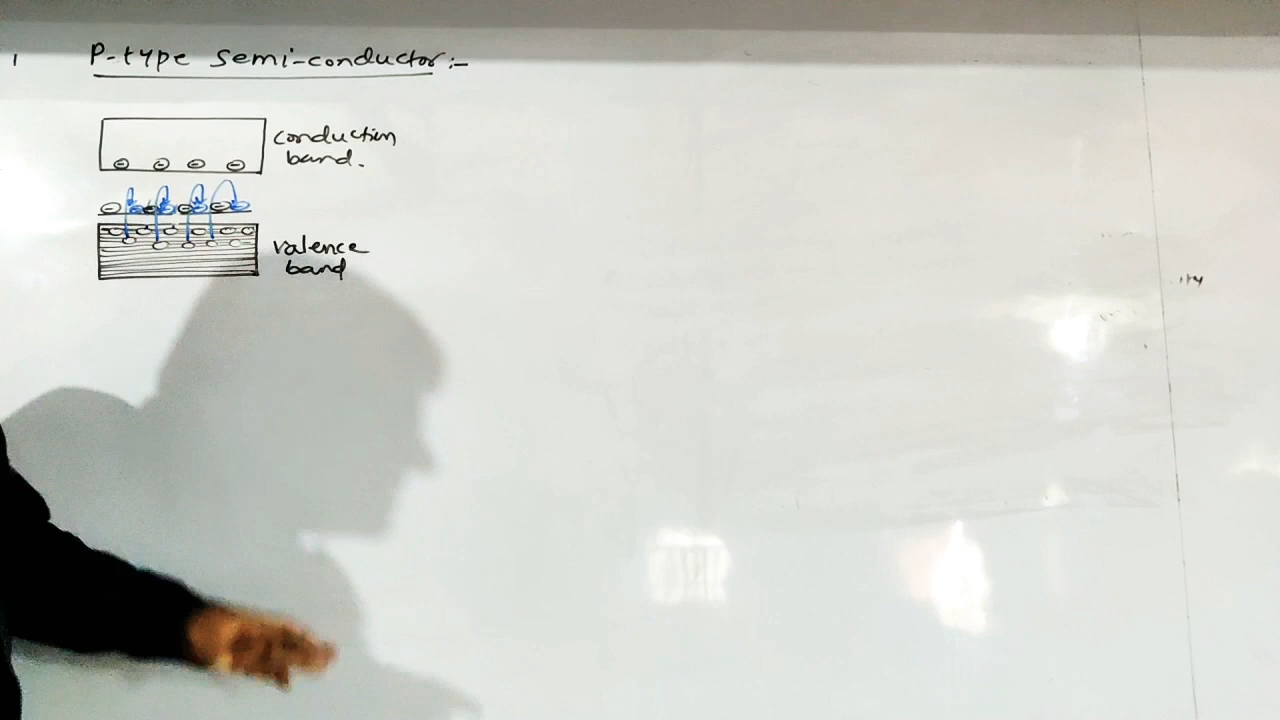 P-type semi-conductor:-
conduction
band.
valence
band